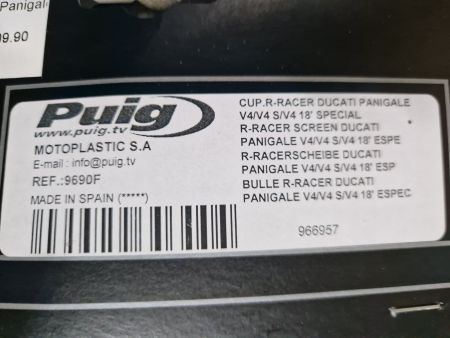 Panigale
09.90
Puig
www.puig.tv
MOTOPLASTIC S.A
E-mail : info@puig.tv
REF.:9690F
MADE IN SPAIN (*****)
CUP.R-RACER DUCATI PANIGALE
V4/V4 S/V4 18' SPECIAL
R-RACER SCREEN DUCATI
PANIGALE V4/V4 S/V4 18' ESPE
R-RACERSCHEIBE DUCATI
PANIGALE V4/V4 S/V4 18' ESP
BULLE R-RACER DUCATI
PANIGALE V4/V4 S/V4 18' ESPEC
966957